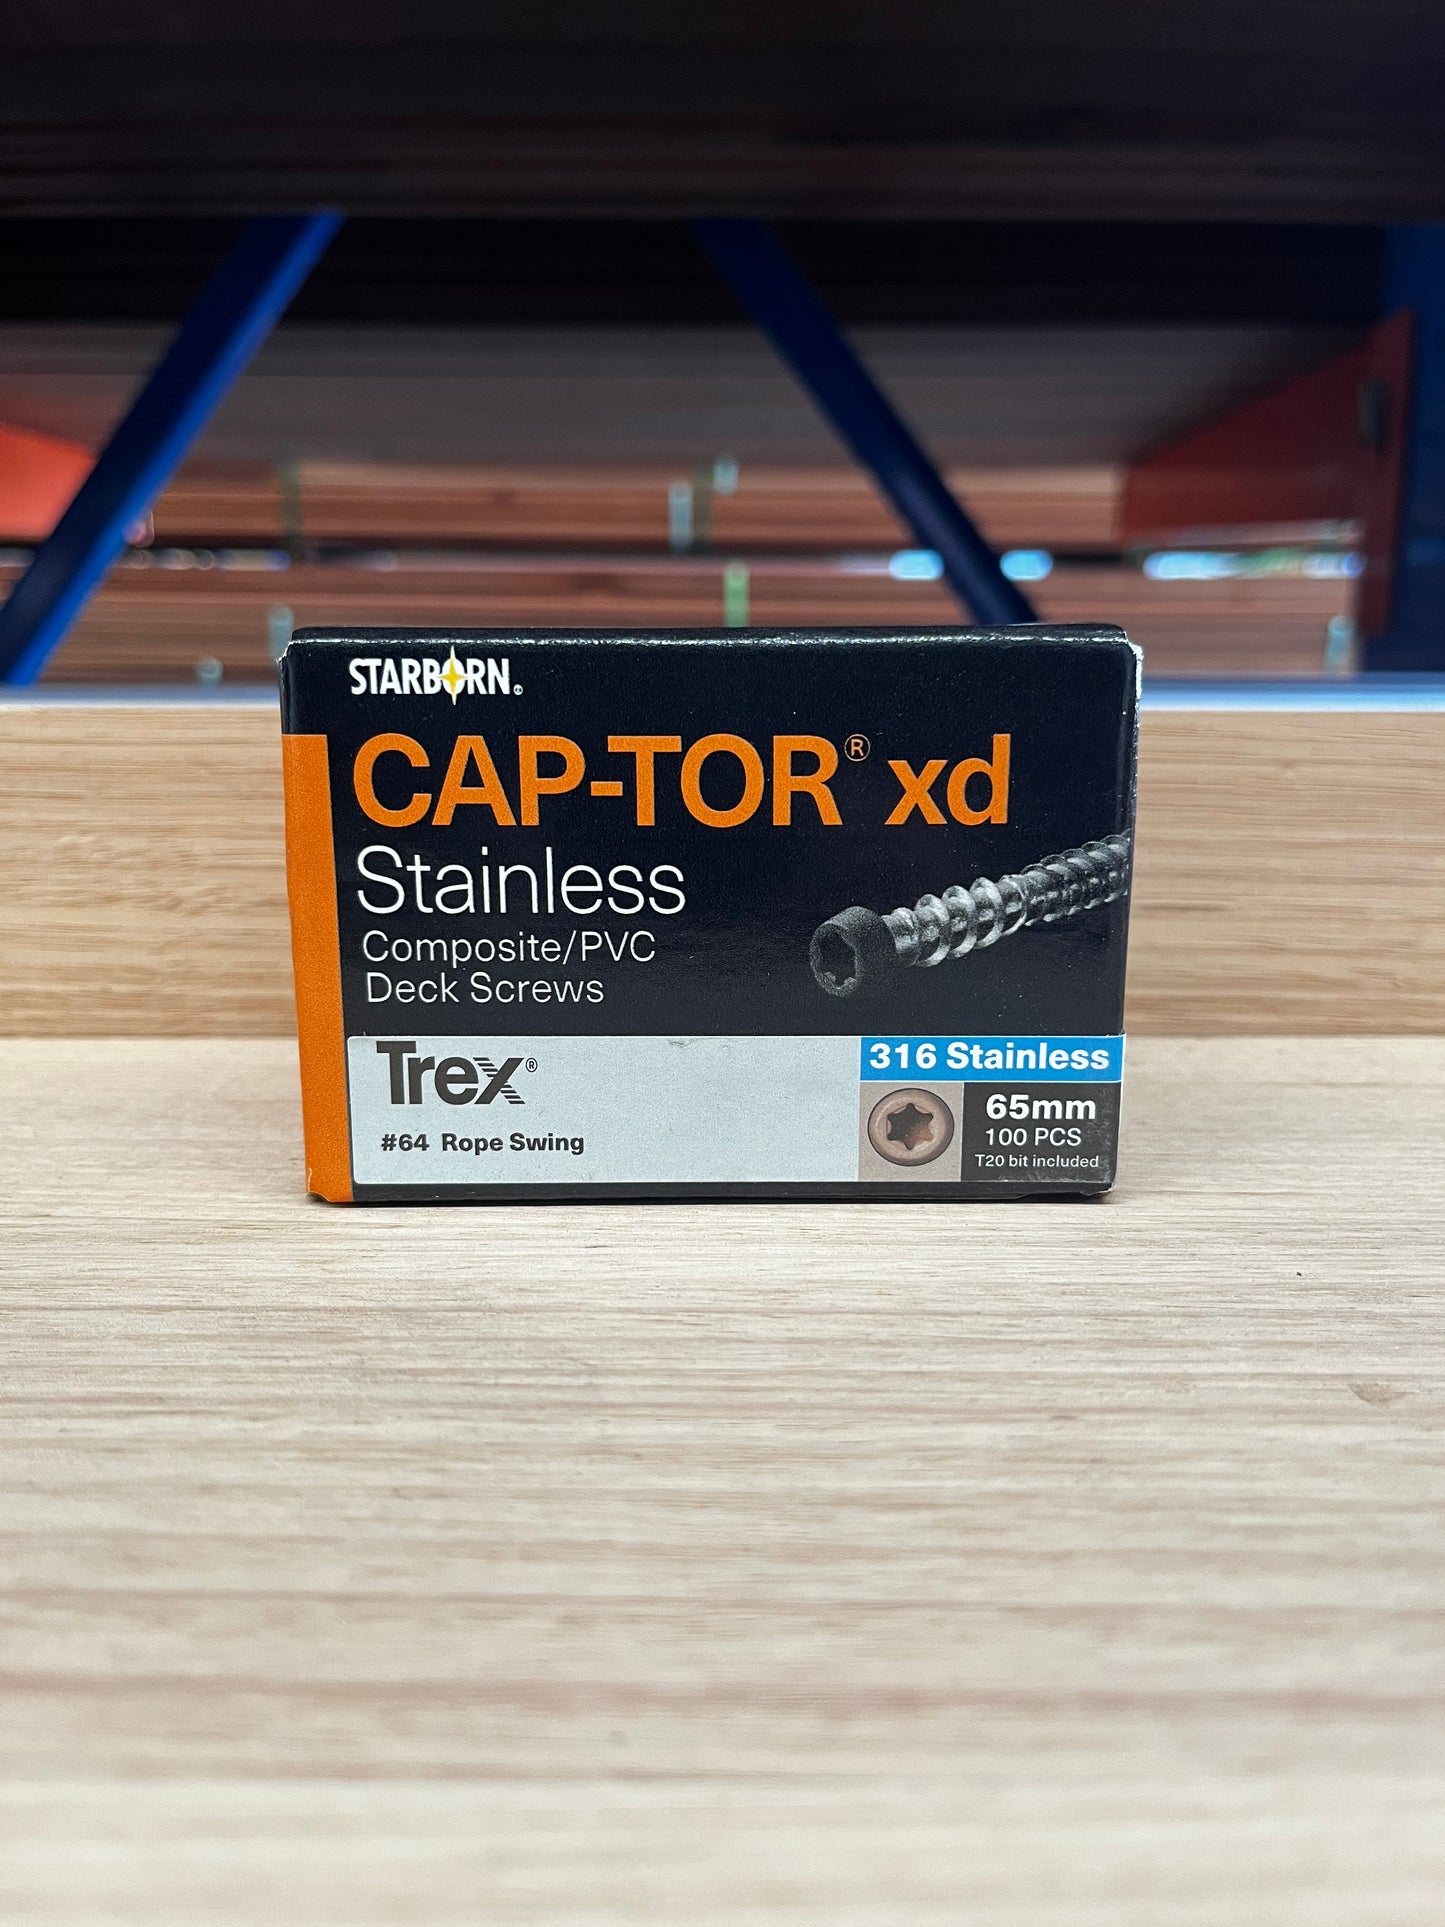 STARBORN®
CAP-TOR® xd
Stainless
Composite/PVC
Deck Screws
Trex®
#64 Rope Swing
316 Stainless
65mm
100 PCS
T20 bit included